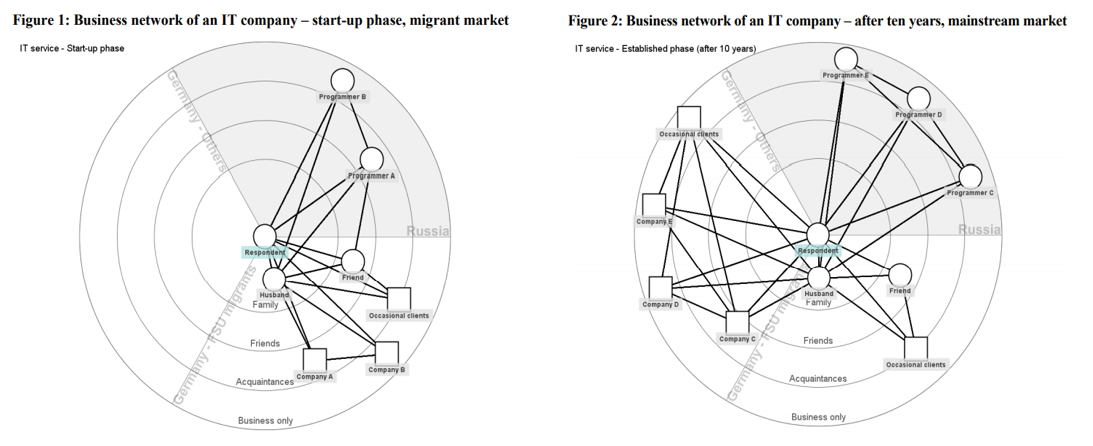 Figure 1: Business network of an IT company – start-up phase, migrant market
IT service - Start-up phase
Germany - Others
Programmer B
Programmer A
Russia
Respondent
Friend
Husband
Family
Occasional clients
Germany - FSU migrants
Friends
Company B
Company A
Acquaintances
Business only
Figure 2: Business network of an IT company – after ten years, mainstream market
IT service - Established phase (after 10 years)
Germany - Others
Programmer E
Programmer D
Occasional clients
Programmer C
Company E
Russia
Respondent
Friend
Husband
Family
Company D
Germany - FSU migrants
Company C
Friends
Occasional clients
Acquaintances
Business only